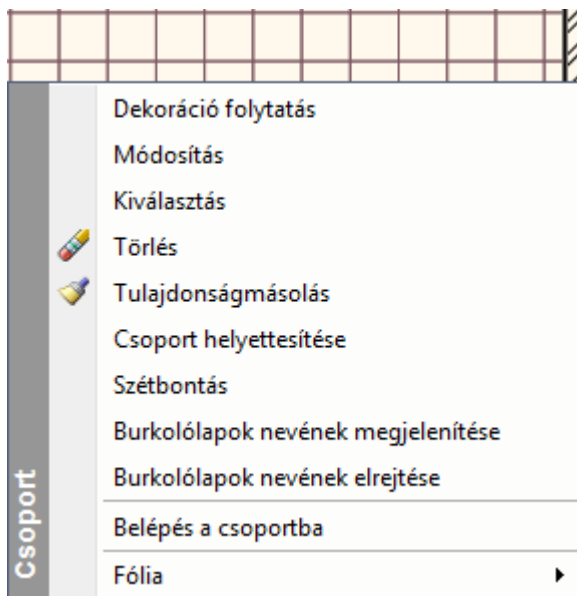 Dekoráció folytatás
Módosítás
Kiválasztás
Törlés
Tulajdonságmásolás
Csoport helyettesítése
Szétbontás
Burkolólapok nevének megjelenítése
Burkolólapok nevének elrejtése
Belépés a csoportba
Fólia
Csoport